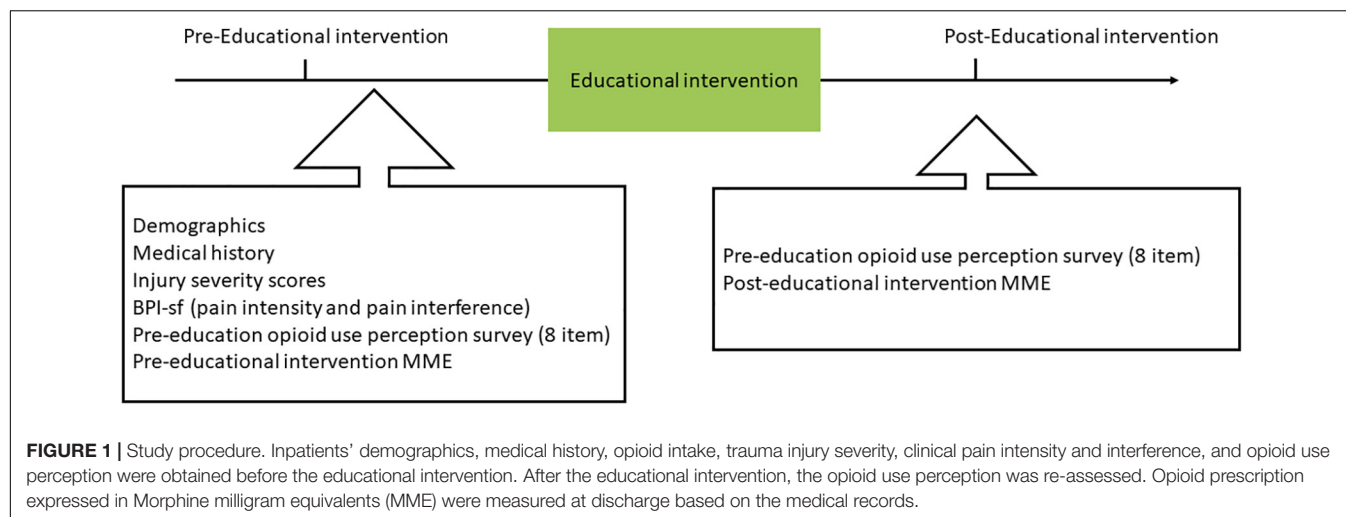 Pre-Educational intervention
Post-Educational intervention
Educational intervention
Demographics
Medical history
Injury severity scores
BPI-sf (pain intensity and pain interference)
Pre-education opioid use perception survey (8 item)
Pre-educational intervention MME
Pre-education opioid use perception survey (8 item)
Post-educational intervention MME
FIGURE 1 | Study procedure. Inpatients’ demographics, medical history, opioid intake, trauma injury severity, clinical pain intensity and interference, and opioid use
perception were obtained before the educational intervention. After the educational intervention, the opioid use perception was re-assessed. Opioid prescription
expressed in Morphine milligram equivalents (MME) were measured at discharge based on the medical records.